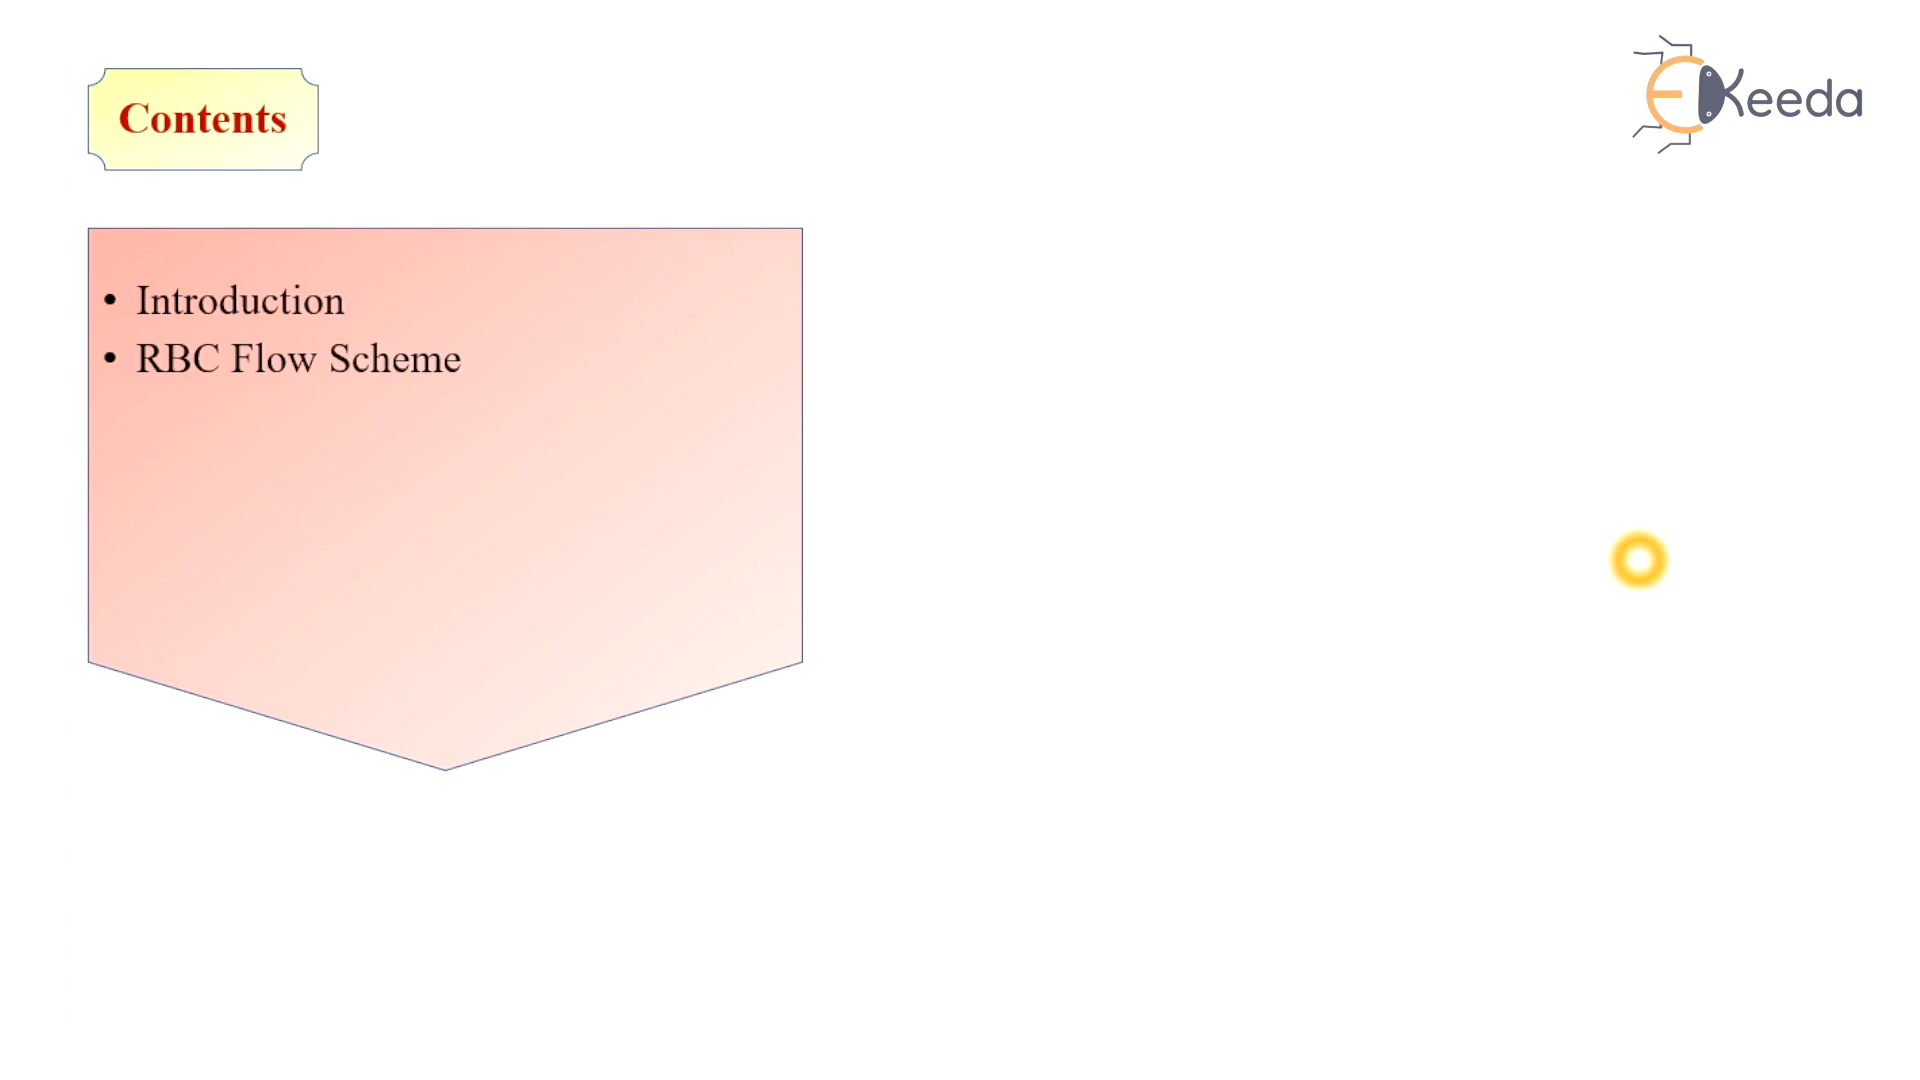 Contents
EKeeda
• Introduction
• RBC Flow Scheme